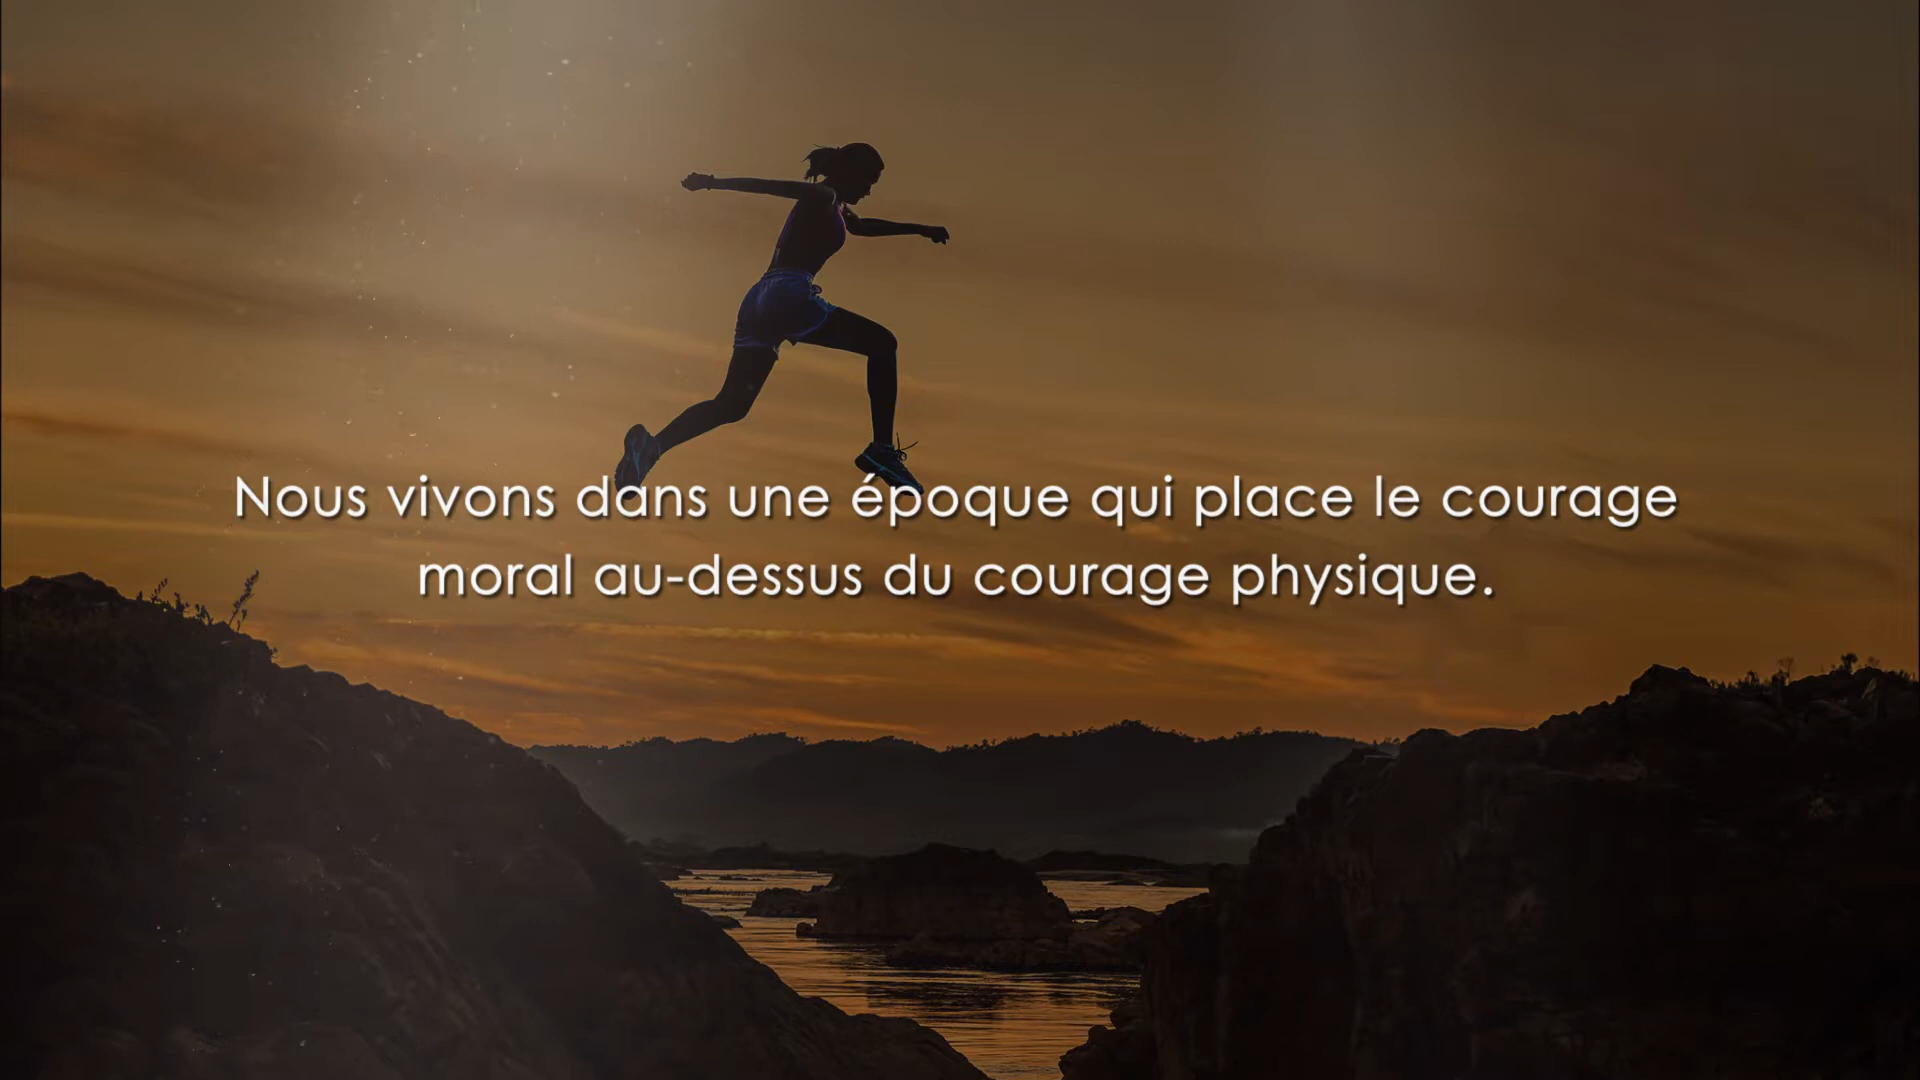 Nous vivons dans une époque qui place le courage
moral au-dessus du courage physique.